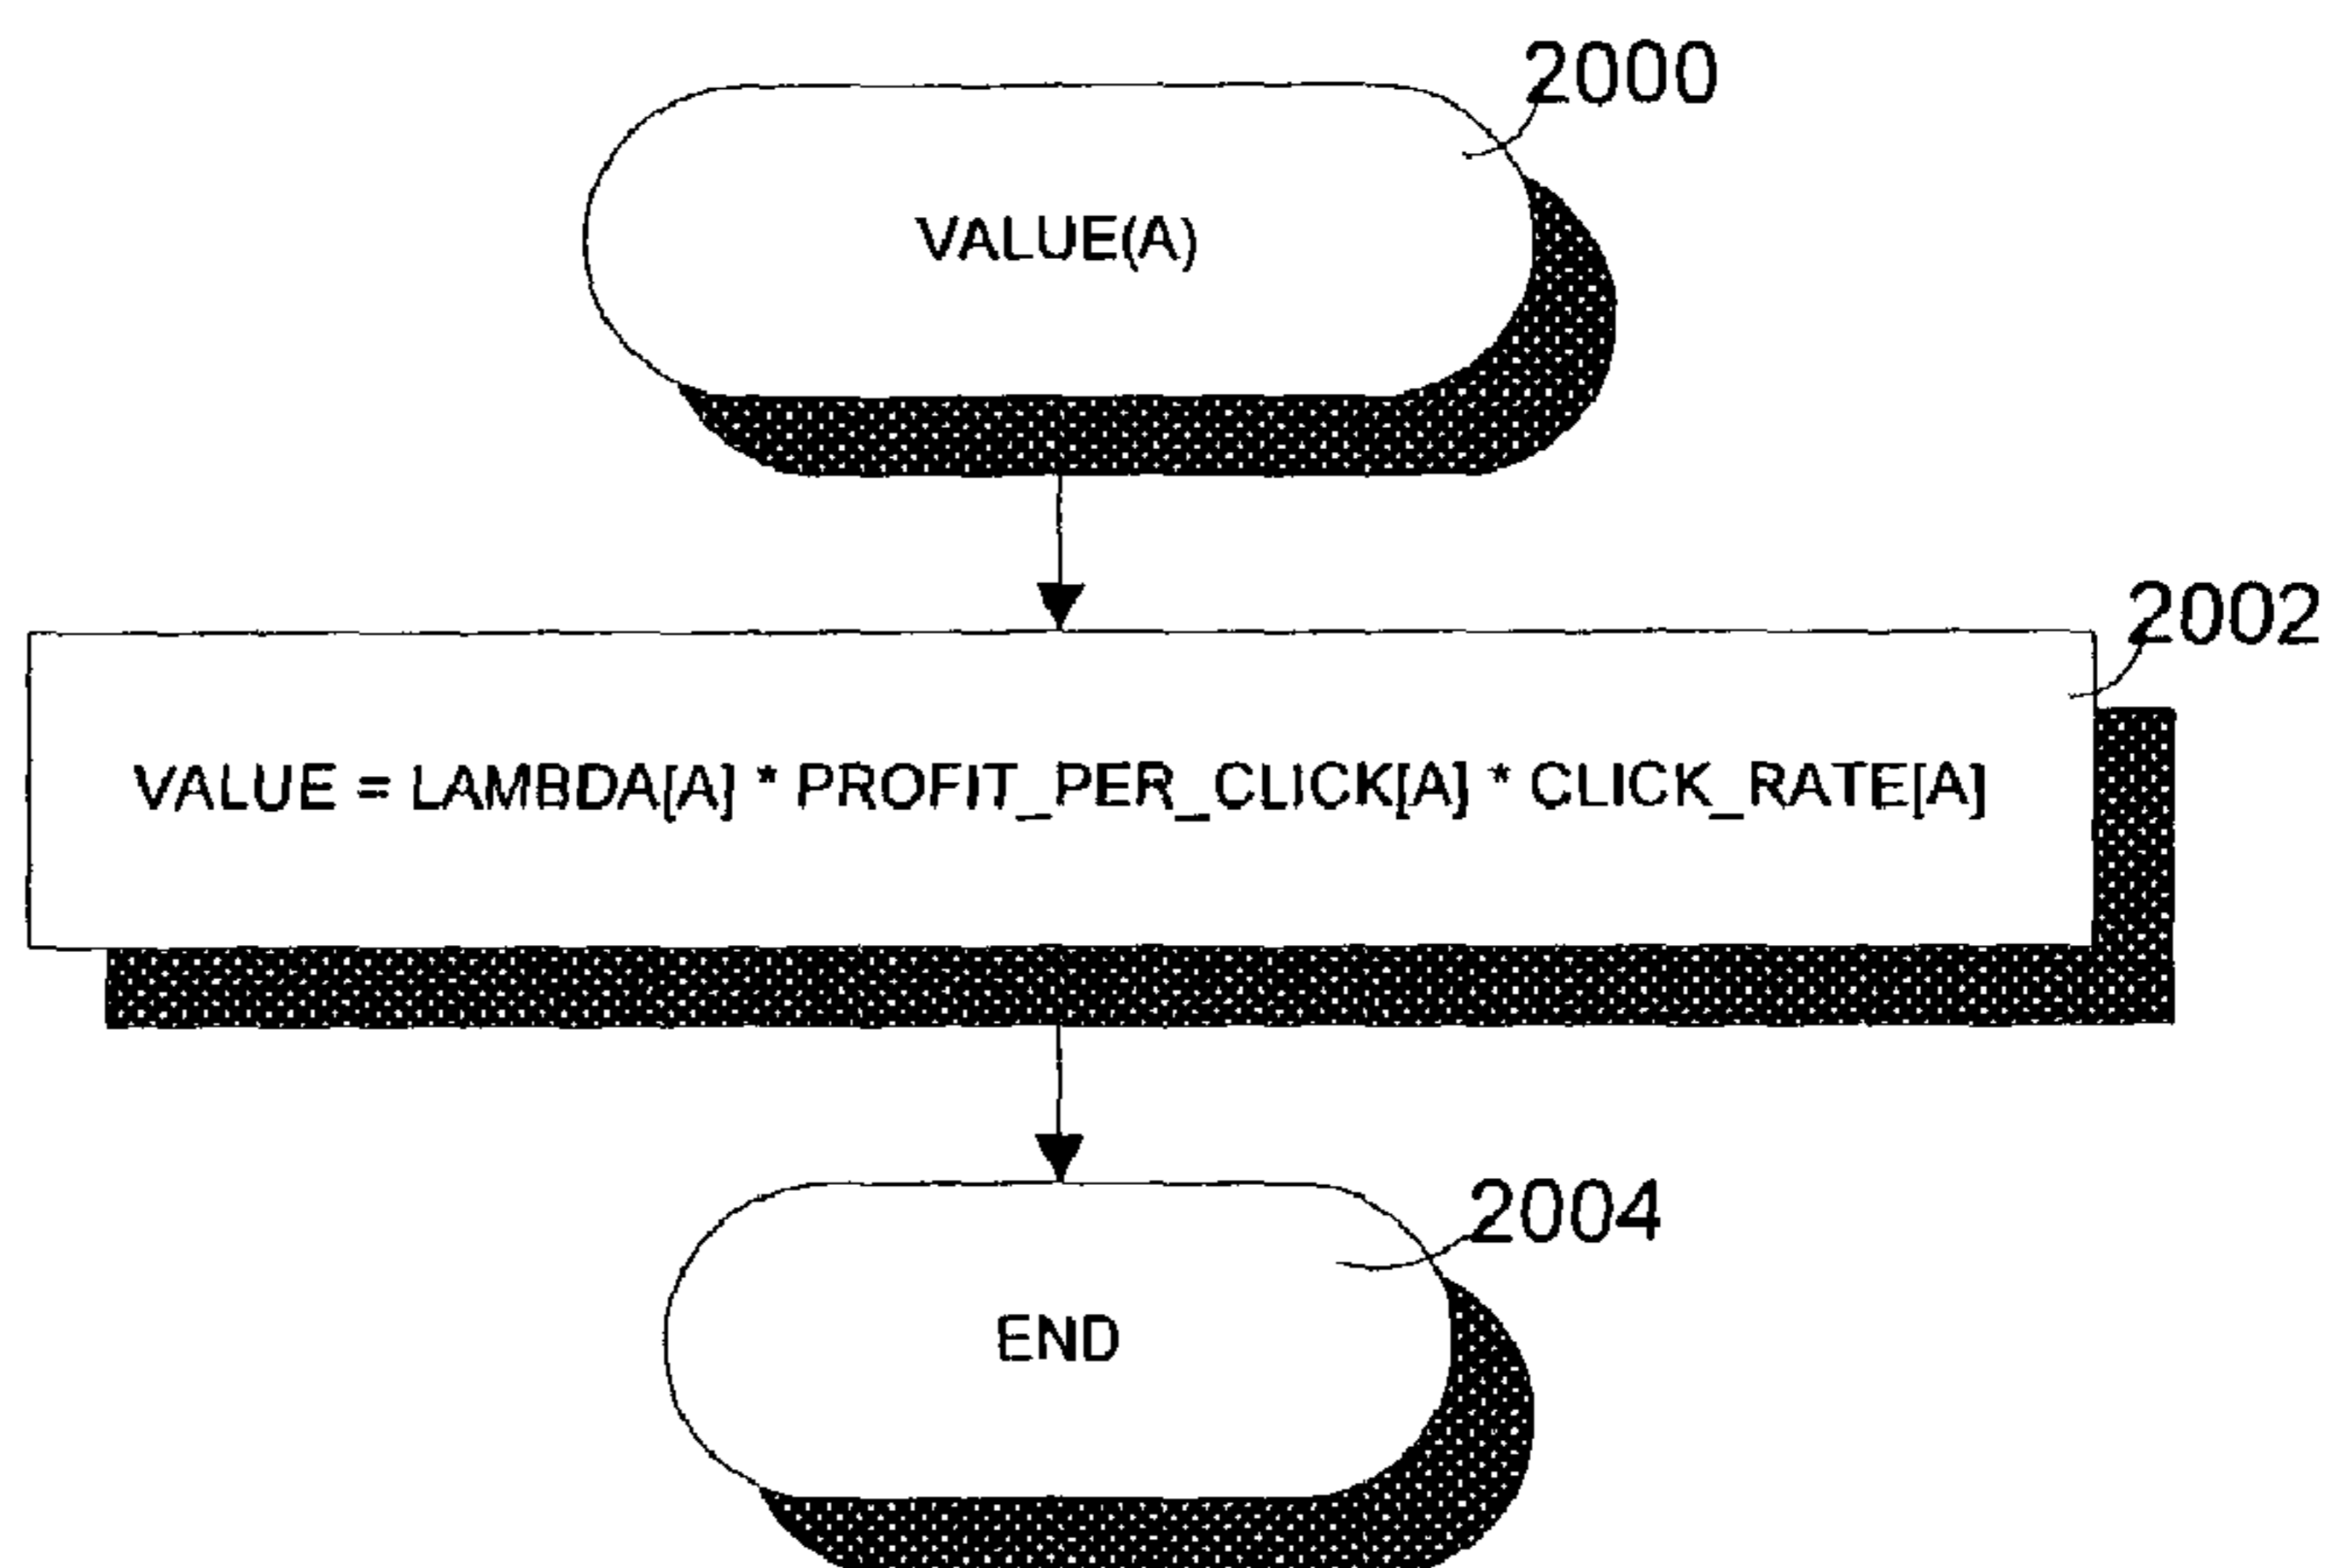 2000
VALUE(A)
2002
VALUE = LAMBDA[A] * PROFIT_PER_CLICK[A] * CLICK_RATE[A]
2004
END